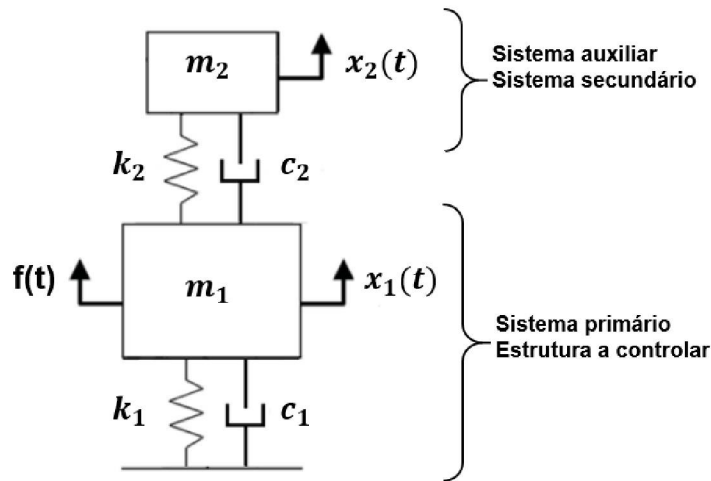 m₂
x₂(t)
Sistema auxiliar
Sistema secundário
k₂
c₂
f(t)
m₁
x₁(t)
Sistema primário
Estrutura a controlar
k₁
c₁